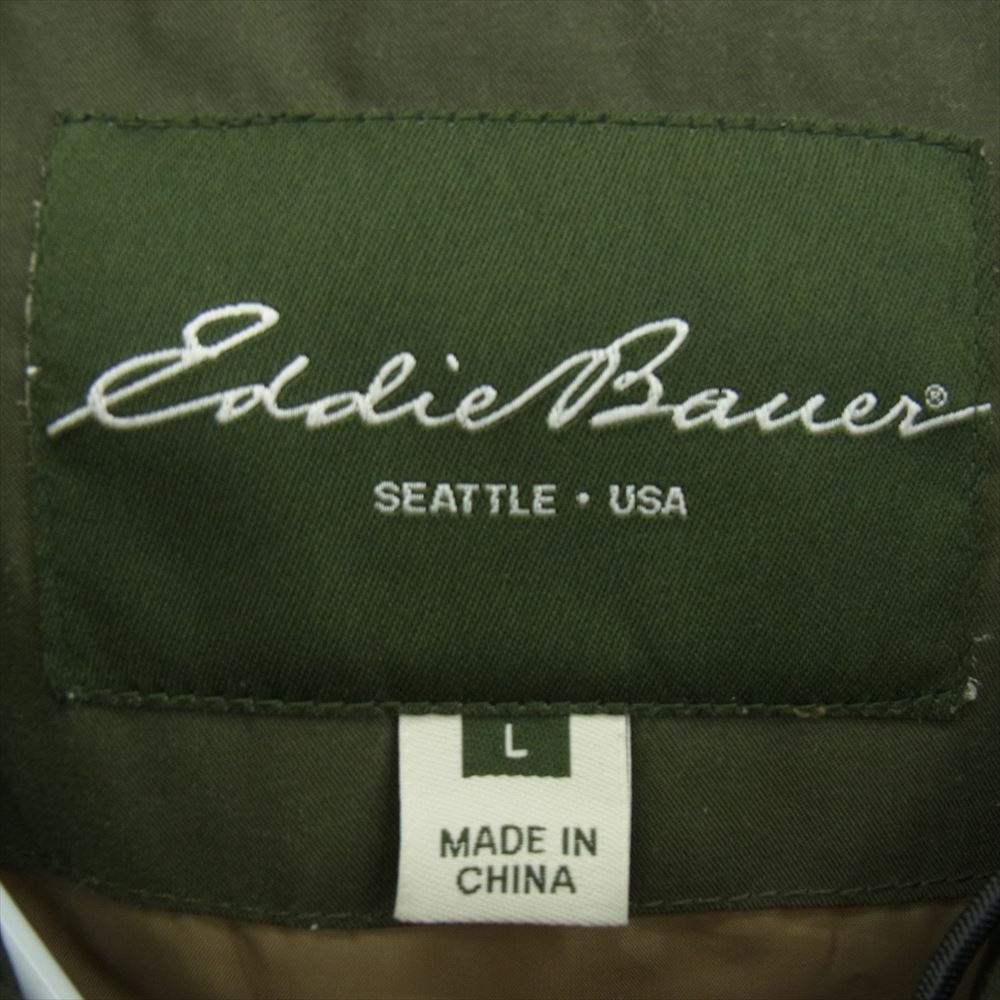 Eddie Bauer®
SEATTLE • USA
L
MADE IN
CHINA